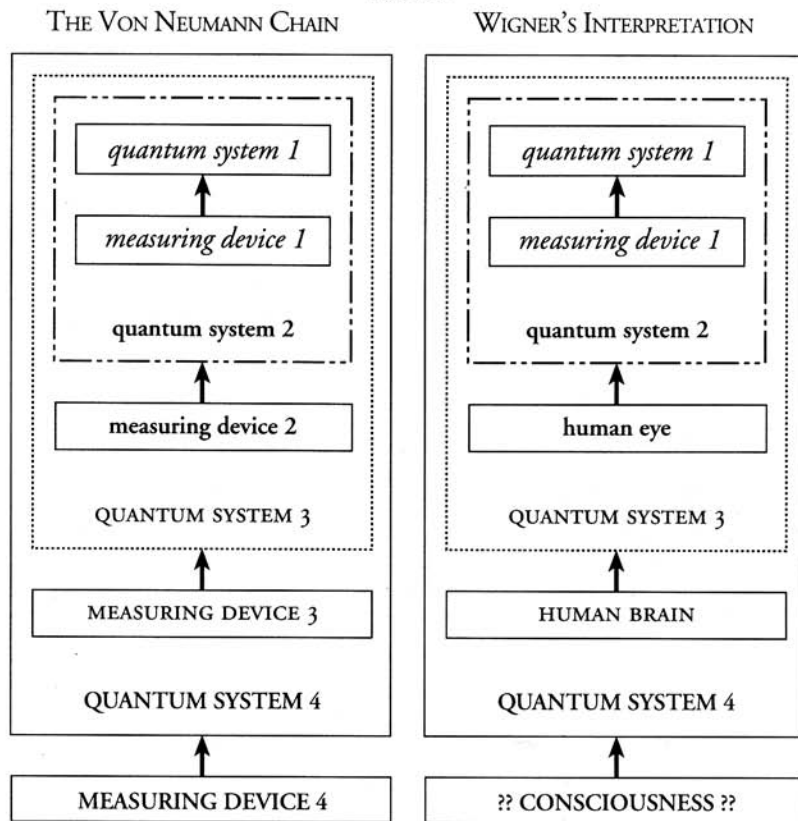 THE VON NEUMANN CHAIN
quantum system 1
measuring device 1
quantum system 2
measuring device 2
QUANTUM SYSTEM 3
MEASURING DEVICE 3
QUANTUM SYSTEM 4
MEASURING DEVICE 4
WIGNER'S INTERPRETATION
quantum system 1
measuring device 1
quantum system 2
human eye
QUANTUM SYSTEM 3
HUMAN BRAIN
QUANTUM SYSTEM 4
?? CONSCIOUSNESS ??